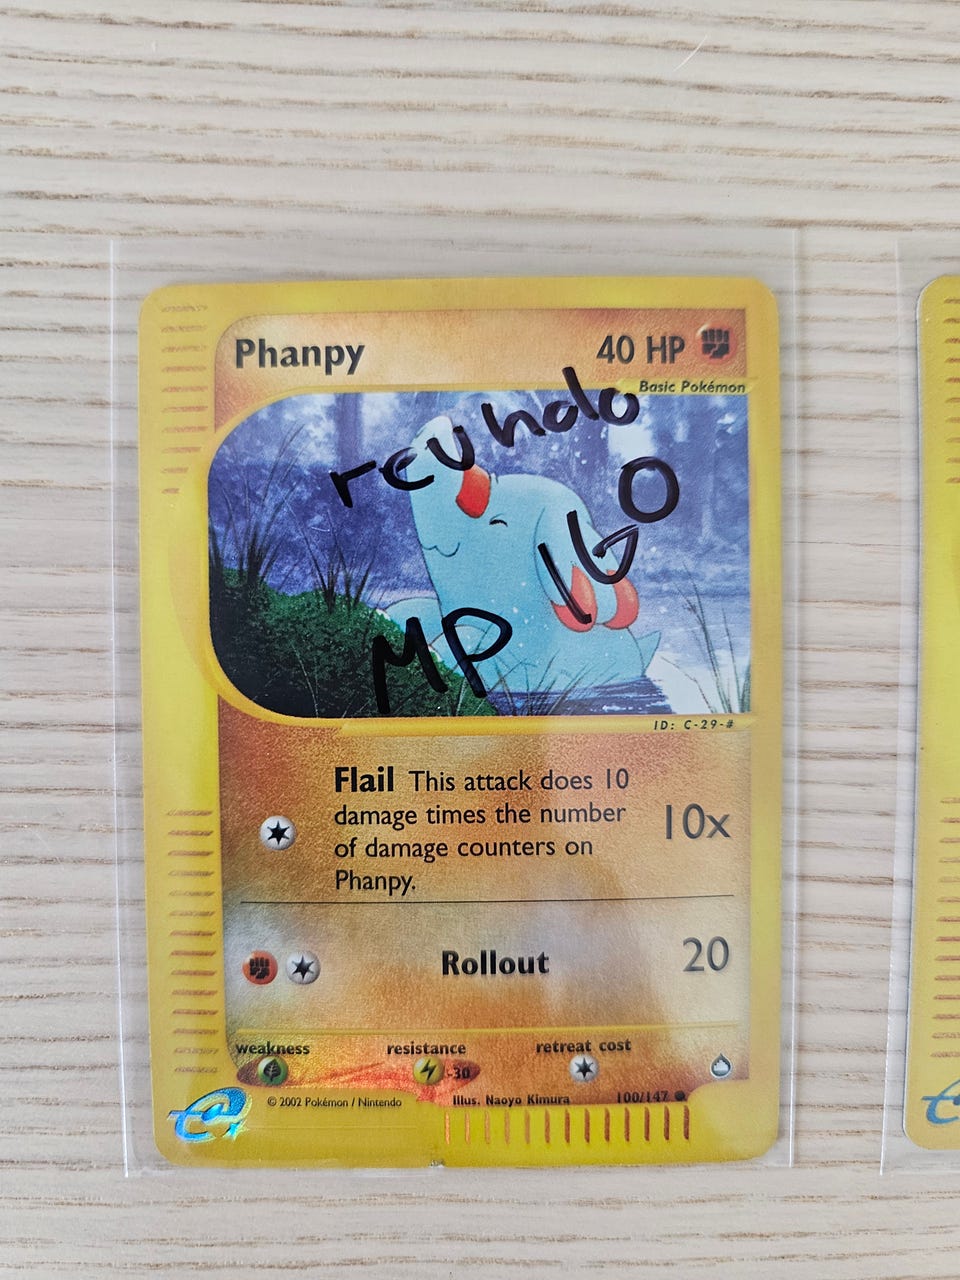 Phanpy 40 HP
Basic Pokémon
rev holo
160
MP
ID: C-29-#
Flail This attack does 10
damage times the number
of damage counters on
Phanpy.
10x
Rollout 20
weakness resistance retreat cost
-30
© 2002 Pokémon / Nintendo Illus. Naoyo Kimura 100/147
e